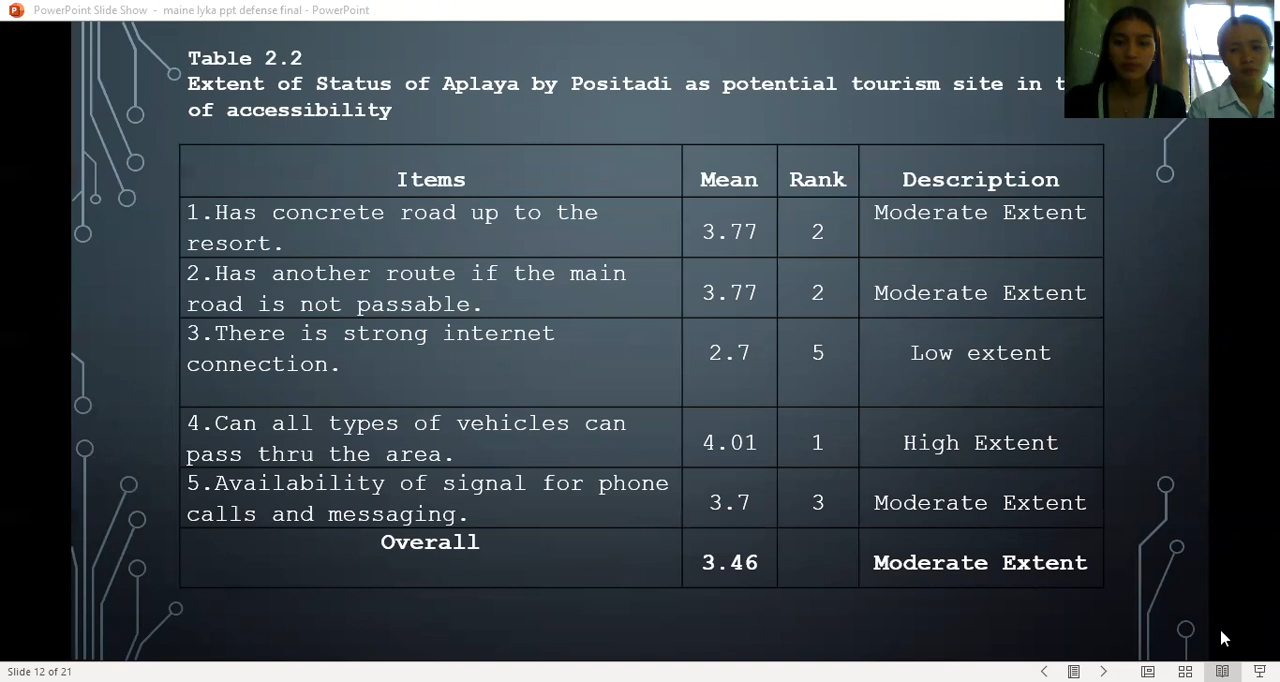 PowerPoint Slide Show - maine lyka ppt defense final - PowerPoint
Table 2.2
Extent of Status of Aplaya by Positadi as potential tourism site in
of accessibility
Items Mean Rank Description
1.Has concrete road up to the
resort.
3.77 2 Moderate Extent
2.Has another route if the main
road is not passable.
3.77 2 Moderate Extent
3.There is strong internet
connection.
2.7 5 Low extent
4.Can all types of vehicles can
pass thru the area.
4.01 1 High Extent
5.Availability of signal for phone
calls and messaging.
3.7 3 Moderate Extent
Overall
3.46 Moderate Extent
Slide 12 of 21